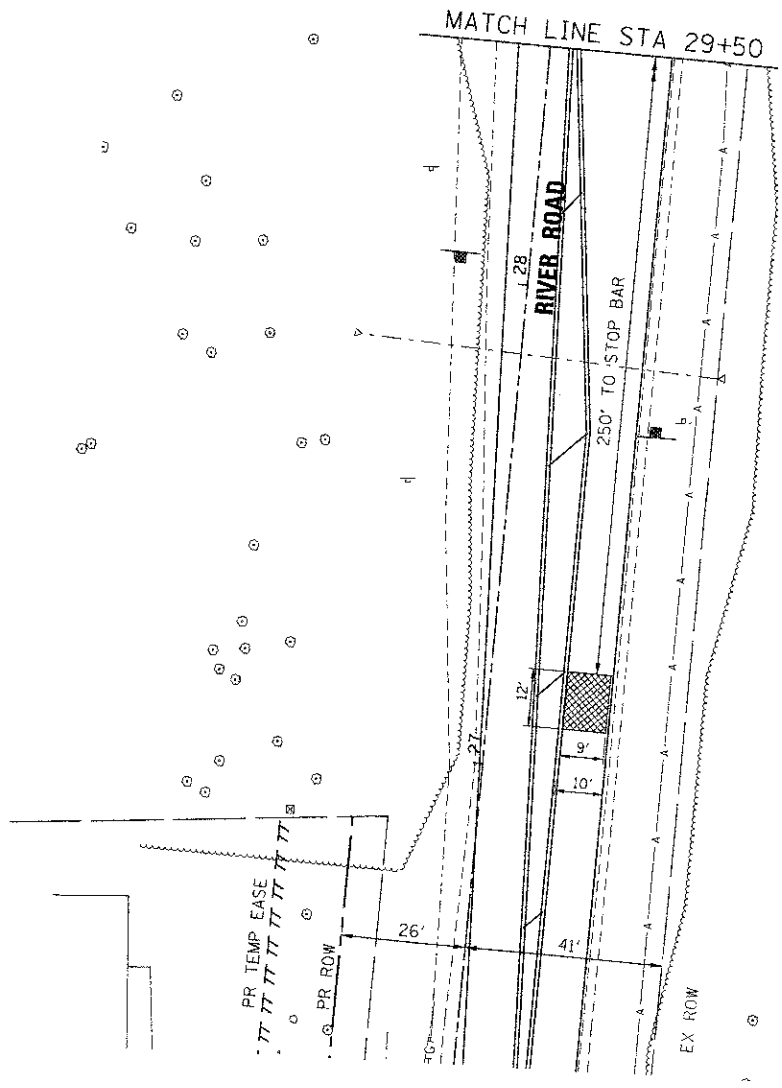 MATCH LINE STA 29+50
RIVER ROAD
28
250' TO STOP BAR
A
A
A
A
A
A
A
A
A
A
A
12'
27
9'
10'
26'
41'
PR TEMP EASE
PR ROW
EX ROW
G